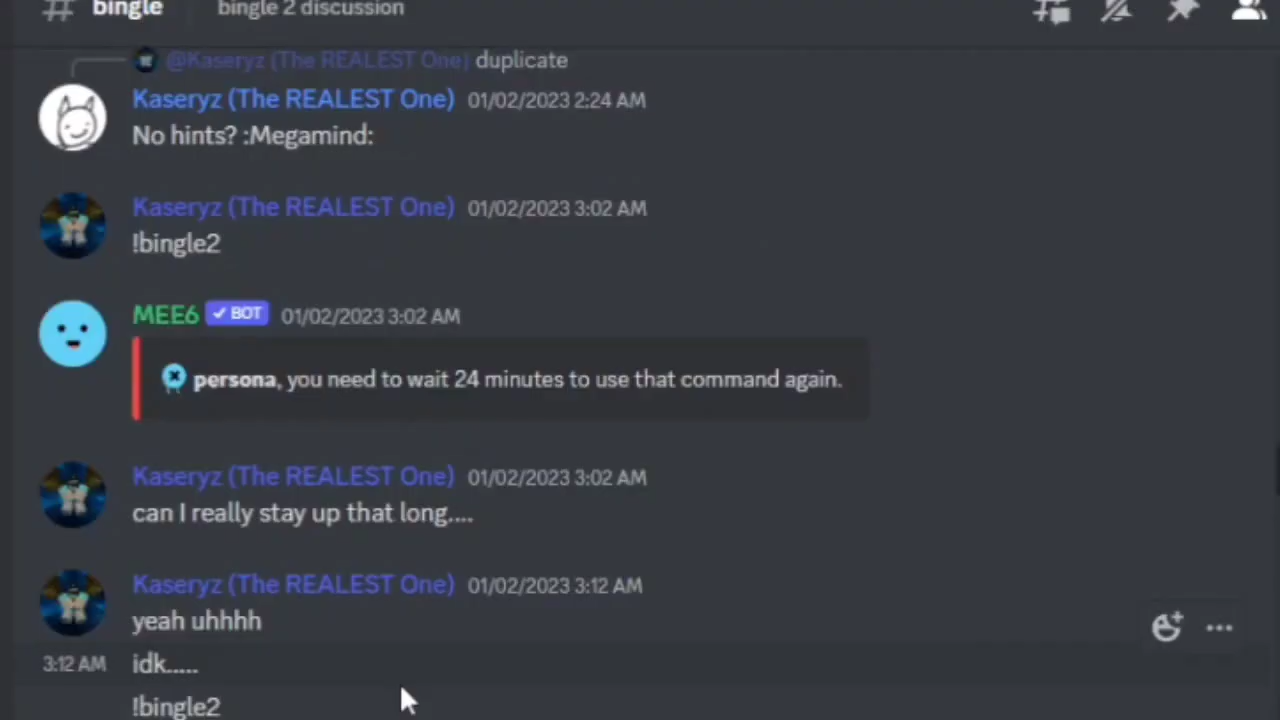 # bingle bingle 2 discussion
@Kaseryz (The REALEST One) duplicate
Kaseryz (The REALEST One) 01/02/2023 2:24 AM
No hints? :Megamind:
Kaseryz (The REALEST One) 01/02/2023 3:02 AM
!bingle2
MEE6 ✓ BOT 01/02/2023 3:02 AM
persona, you need to wait 24 minutes to use that command again.
Kaseryz (The REALEST One) 01/02/2023 3:02 AM
can I really stay up that long....
Kaseryz (The REALEST One) 01/02/2023 3:12 AM
yeah uhhhh
3:12 AM idk.....
!bingle2